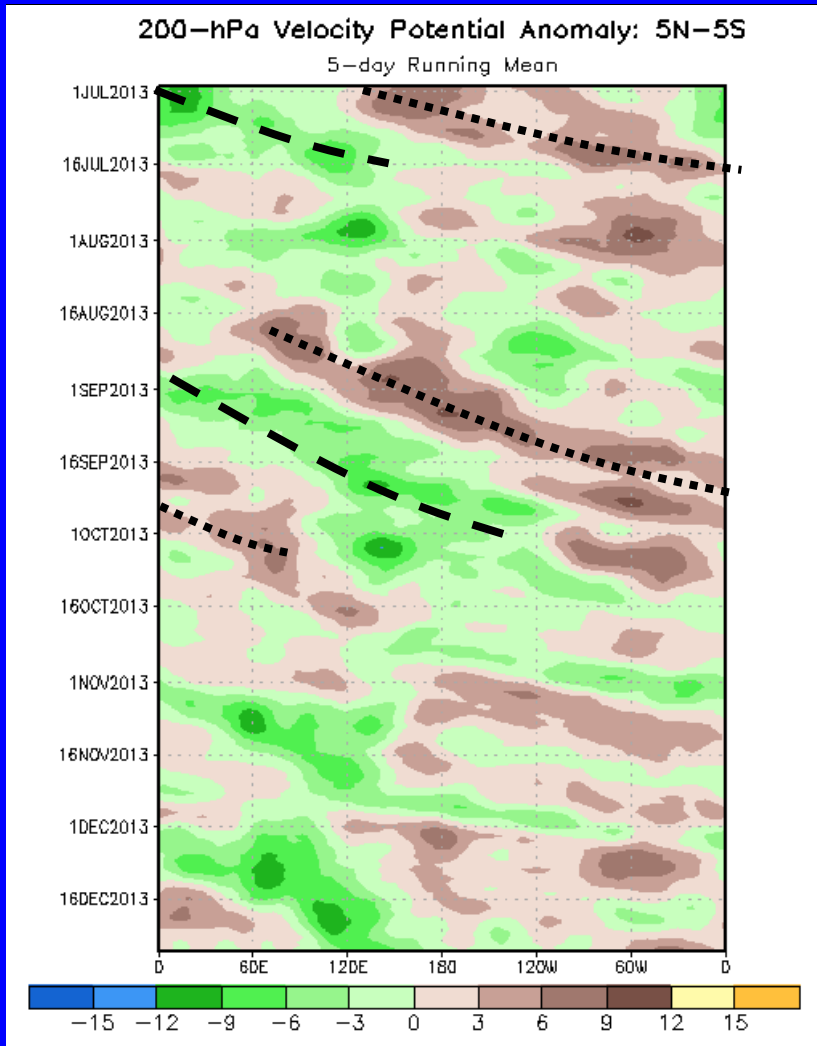 200-hPa Velocity Potential Anomaly: 5N-5S
5-day Running Mean
1JUL2013
16JUL2013
1AUG2013
16AUG2013
1SEP2013
16SEP2013
1OCT2013
16OCT2013
1NOV2013
16NOV2013
1DEC2013
16DEC2013
0 60E 120E 180 120W 60W 0
-15 -12 -9 -6 -3 0 3 6 9 12 15